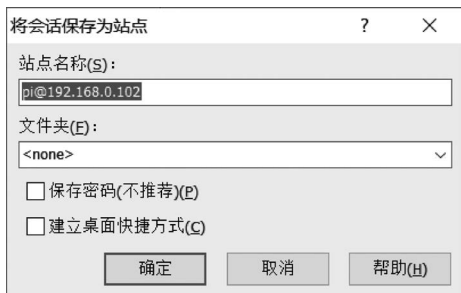 将会话保存为站点 ? ×
站点名称(S):
pi@192.168.0.102
文件夹(F):
<none>
保存密码(不推荐)(P)
建立桌面快捷方式(C)
确定 取消 帮助(H)